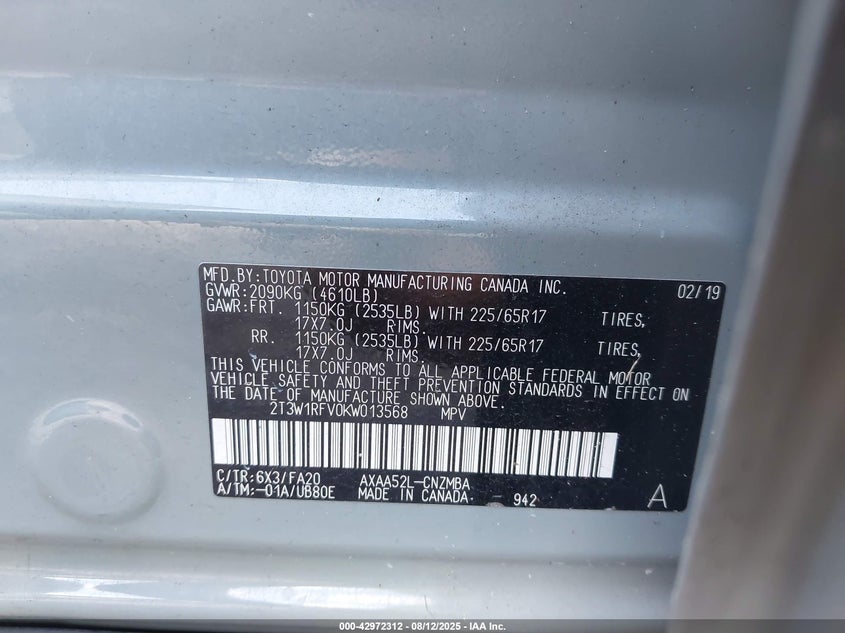 MFD.BY:TOYOTA MOTOR MANUFACTURING CANADA INC. 02/19
GVWR:2090KG (4610LB)
GAWR:FRT. 1150KG (2535LB) WITH 225/65R17 TIRES,
17X7.0J RIMS.
RR. 1150KG (2535LB) WITH 225/65R17 TIRES,
17X7.0J RIMS.
THIS VEHICLE CONFORMS TO ALL APPLICABLE FEDERAL MOTOR
VEHICLE SAFETY AND THEFT PREVENTION STANDARDS IN EFFECT ON
THE DATE OF MANUFACTURE SHOWN ABOVE.
2T3W1RFV0KW013568 MPV
C/TR:6X3/FA20 AXAA52L-CNZMBA
A/TM:-01A/UB80E MADE IN CANADA. 942 A
000-42972312 - 08/12/2025 - IAA Inc.